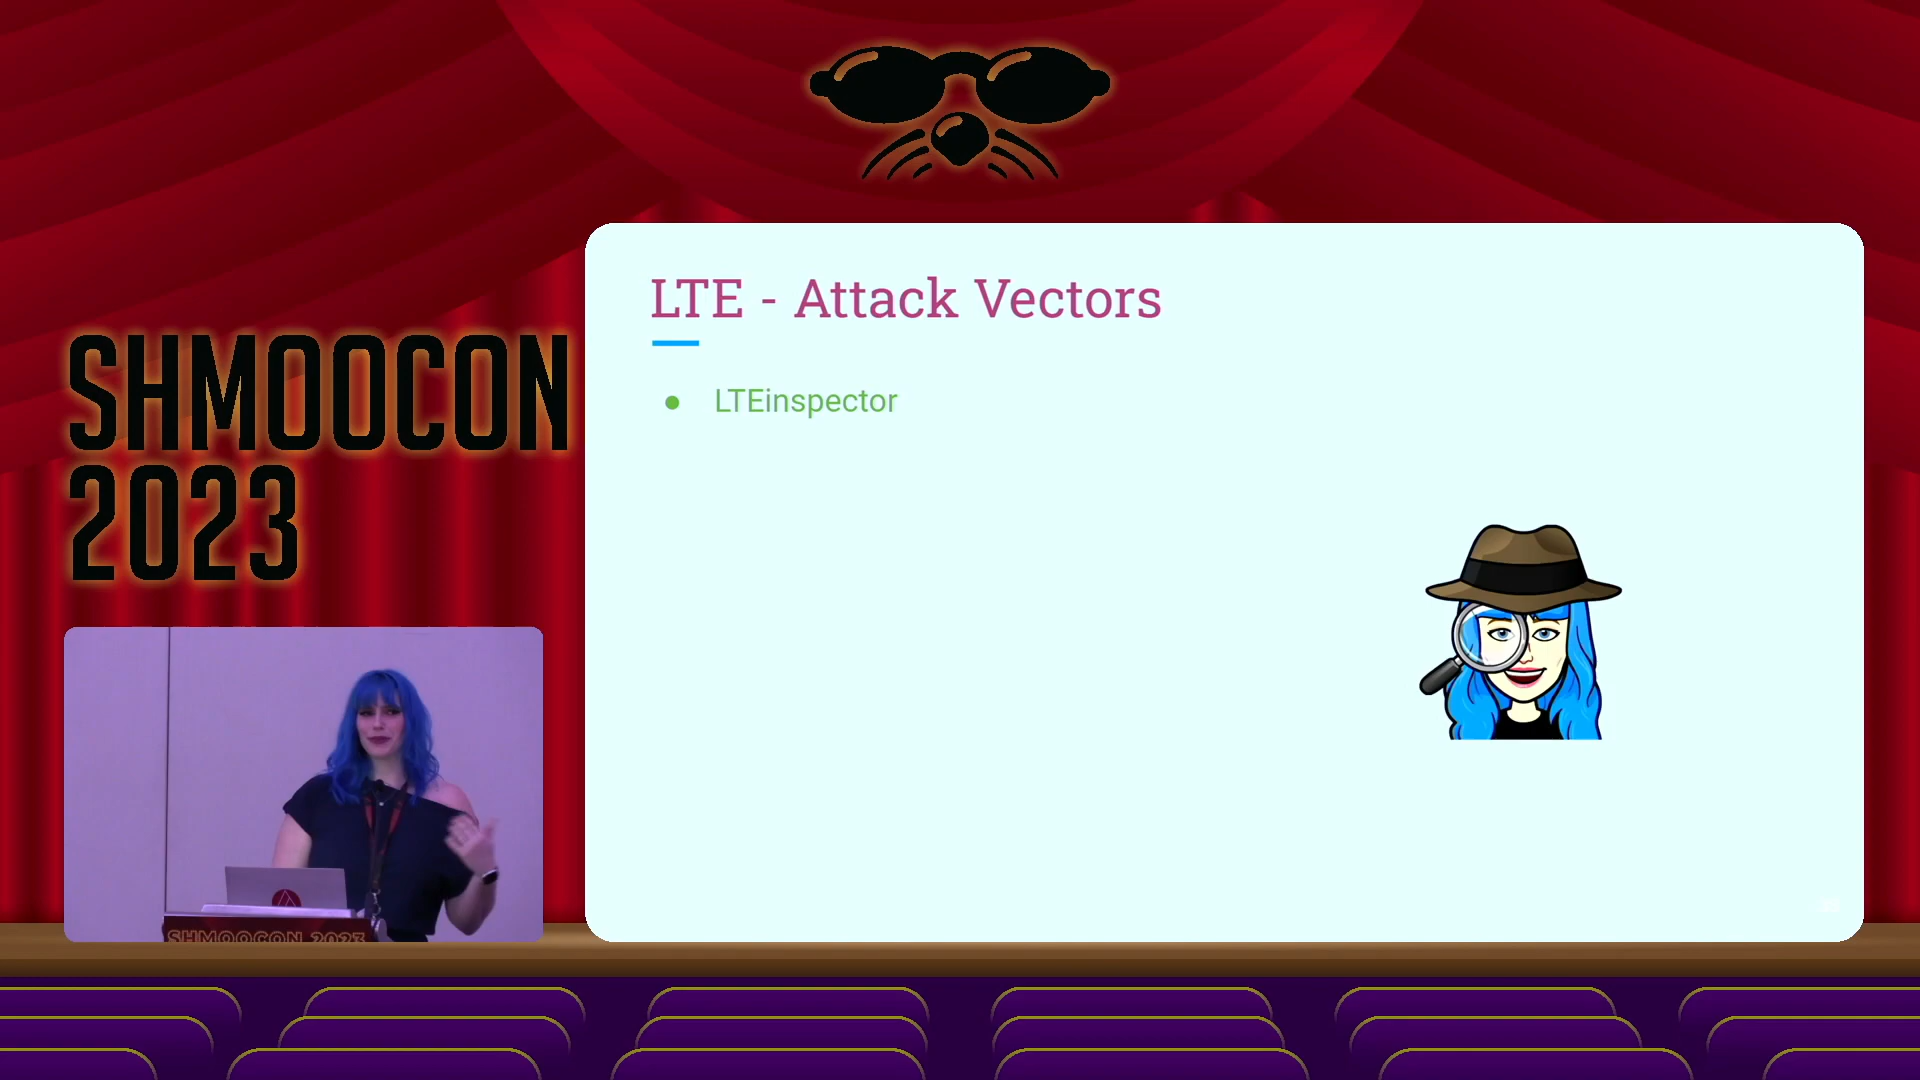 SHMOOCON
2023
LTE - Attack Vectors
● LTEinspector
SHMOOCON 2023